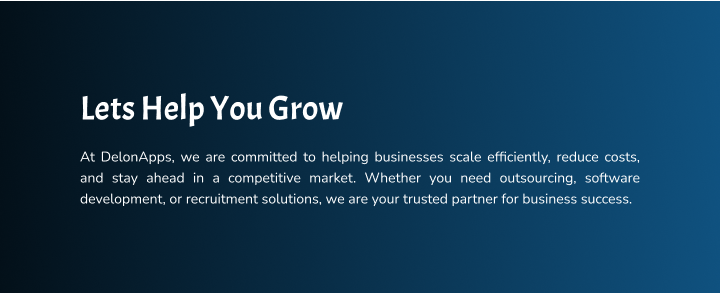 Lets Help You Grow
At DelonApps, we are committed to helping businesses scale efficiently, reduce costs,
and stay ahead in a competitive market. Whether you need outsourcing, software
development, or recruitment solutions, we are your trusted partner for business success.